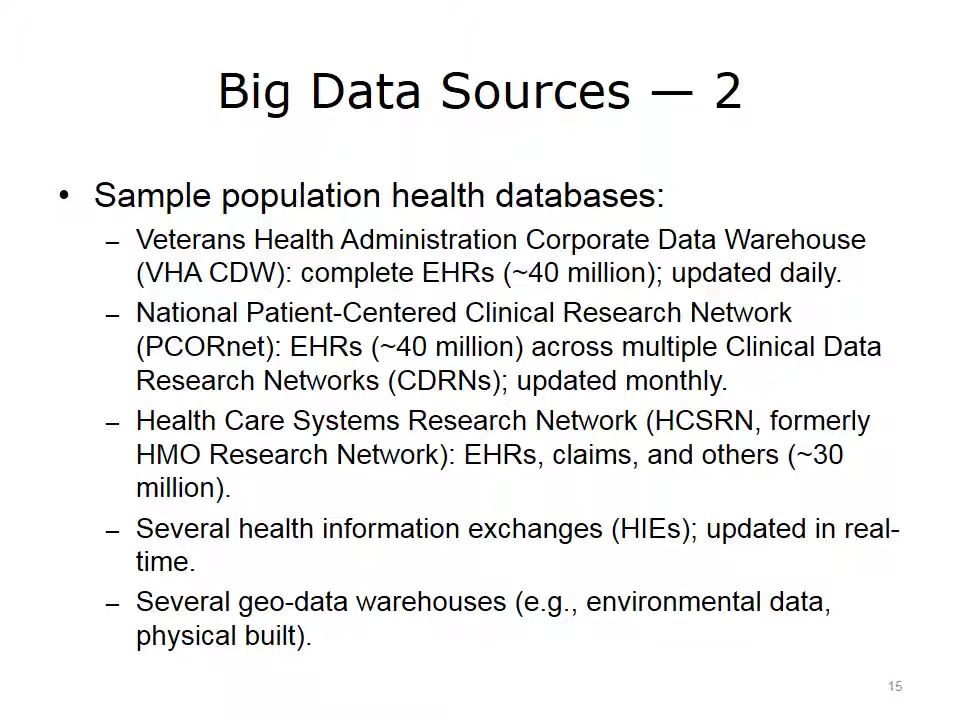 Big Data Sources — 2
• Sample population health databases:
– Veterans Health Administration Corporate Data Warehouse
(VHA CDW): complete EHRs (~40 million); updated daily.
– National Patient-Centered Clinical Research Network
(PCORnet): EHRs (~40 million) across multiple Clinical Data
Research Networks (CDRNs); updated monthly.
– Health Care Systems Research Network (HCSRN, formerly
HMO Research Network): EHRs, claims, and others (~30
million).
– Several health information exchanges (HIEs); updated in real-
time.
– Several geo-data warehouses (e.g., environmental data,
physical built).
15